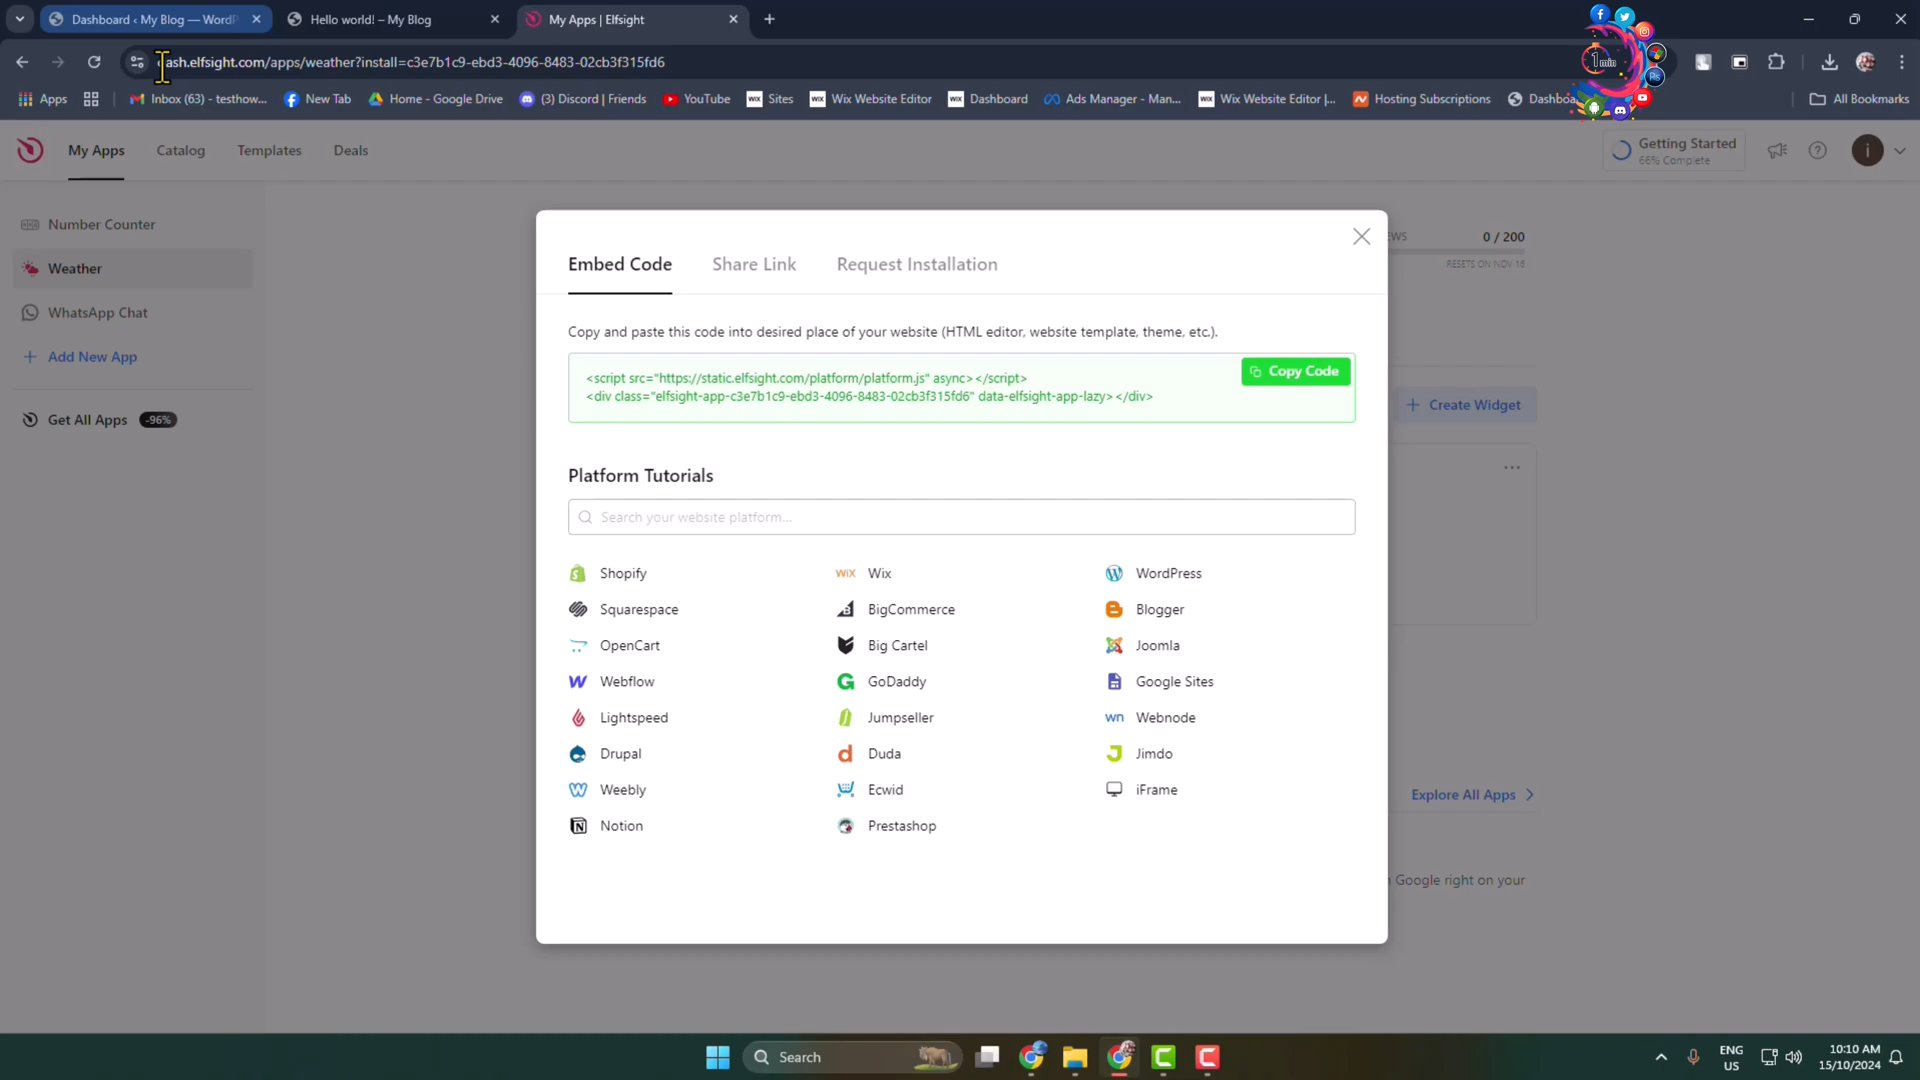 Dashboard ‹ My Blog — WordP
Hello world! – My Blog
My Apps | Elfsight
ash.elfsight.com/apps/weather?install=c3e7b1c9-ebd3-4096-8483-02cb3f315fd6
1min
Apps
Inbox (63) - testhow...
New Tab
Home - Google Drive
(3) Discord | Friends
YouTube
WIX Sites
WIX Wix Website Editor
WIX Dashboard
Ads Manager - Man...
WIX Wix Website Editor |...
Hosting Subscriptions
Dashboa
All Bookmarks
My Apps
Catalog
Templates
Deals
Getting Started
66% Complete
i
Number Counter
Weather
WhatsApp Chat
Add New App
Get All Apps -96%
EWS 0 / 200
RESETS ON NOV 16
Create Widget
Explore All Apps
Google right on your
Embed Code
Share Link
Request Installation
Copy and paste this code into desired place of your website (HTML editor, website template, theme, etc.).
<script src="https://static.elfsight.com/platform/platform.js" async></script>
<div class="elfsight-app-c3e7b1c9-ebd3-4096-8483-02cb3f315fd6" data-elfsight-app-lazy></div>
Copy Code
Platform Tutorials
Search your website platform...
Shopify
WIX Wix
WordPress
Squarespace
BigCommerce
Blogger
OpenCart
Big Cartel
Joomla
Webflow
GoDaddy
Google Sites
Lightspeed
Jumpseller
wn Webnode
Drupal
Duda
Jimdo
Weebly
Ecwid
iFrame
Notion
Prestashop
Search
ENG
US
10:10 AM
15/10/2024